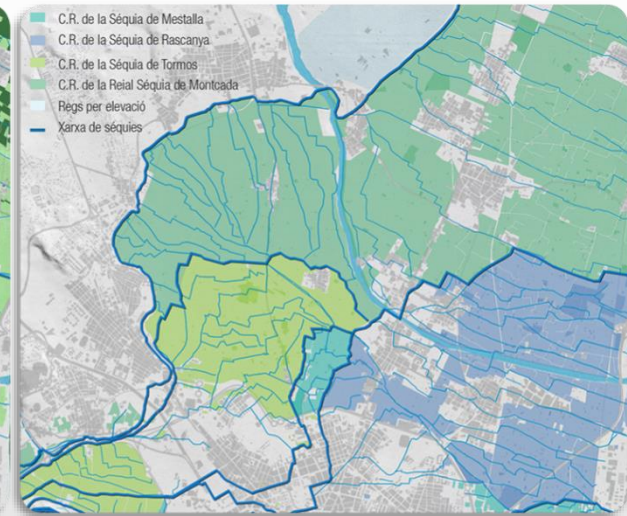 C.R. de la Séquia de Mestalla
C.R. de la Séquia de Rascanya
C.R. de la Séquia de Tormos
C.R. de la Reial Séquia de Montcada
Regs per elevació
Xarxa de séquies